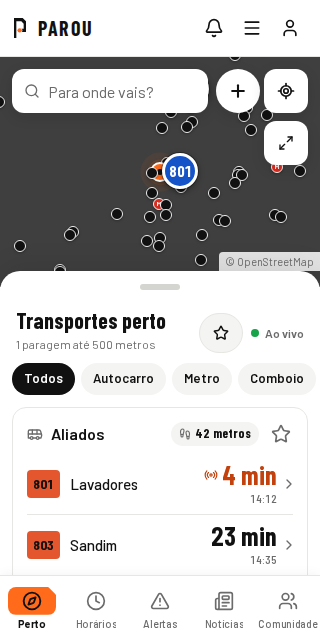 PAROU
Para onde vais?
801
M
H
© OpenStreetMap
Transportes perto
1 paragem até 500 metros
Ao vivo
Todos
Autocarro
Metro
Comboio
Aliados
42 metros
801
Lavadores
4 min
14:12
803
Sandim
23 min
14:35
Perto
Horários
Alertas
Notícias
Comunidade